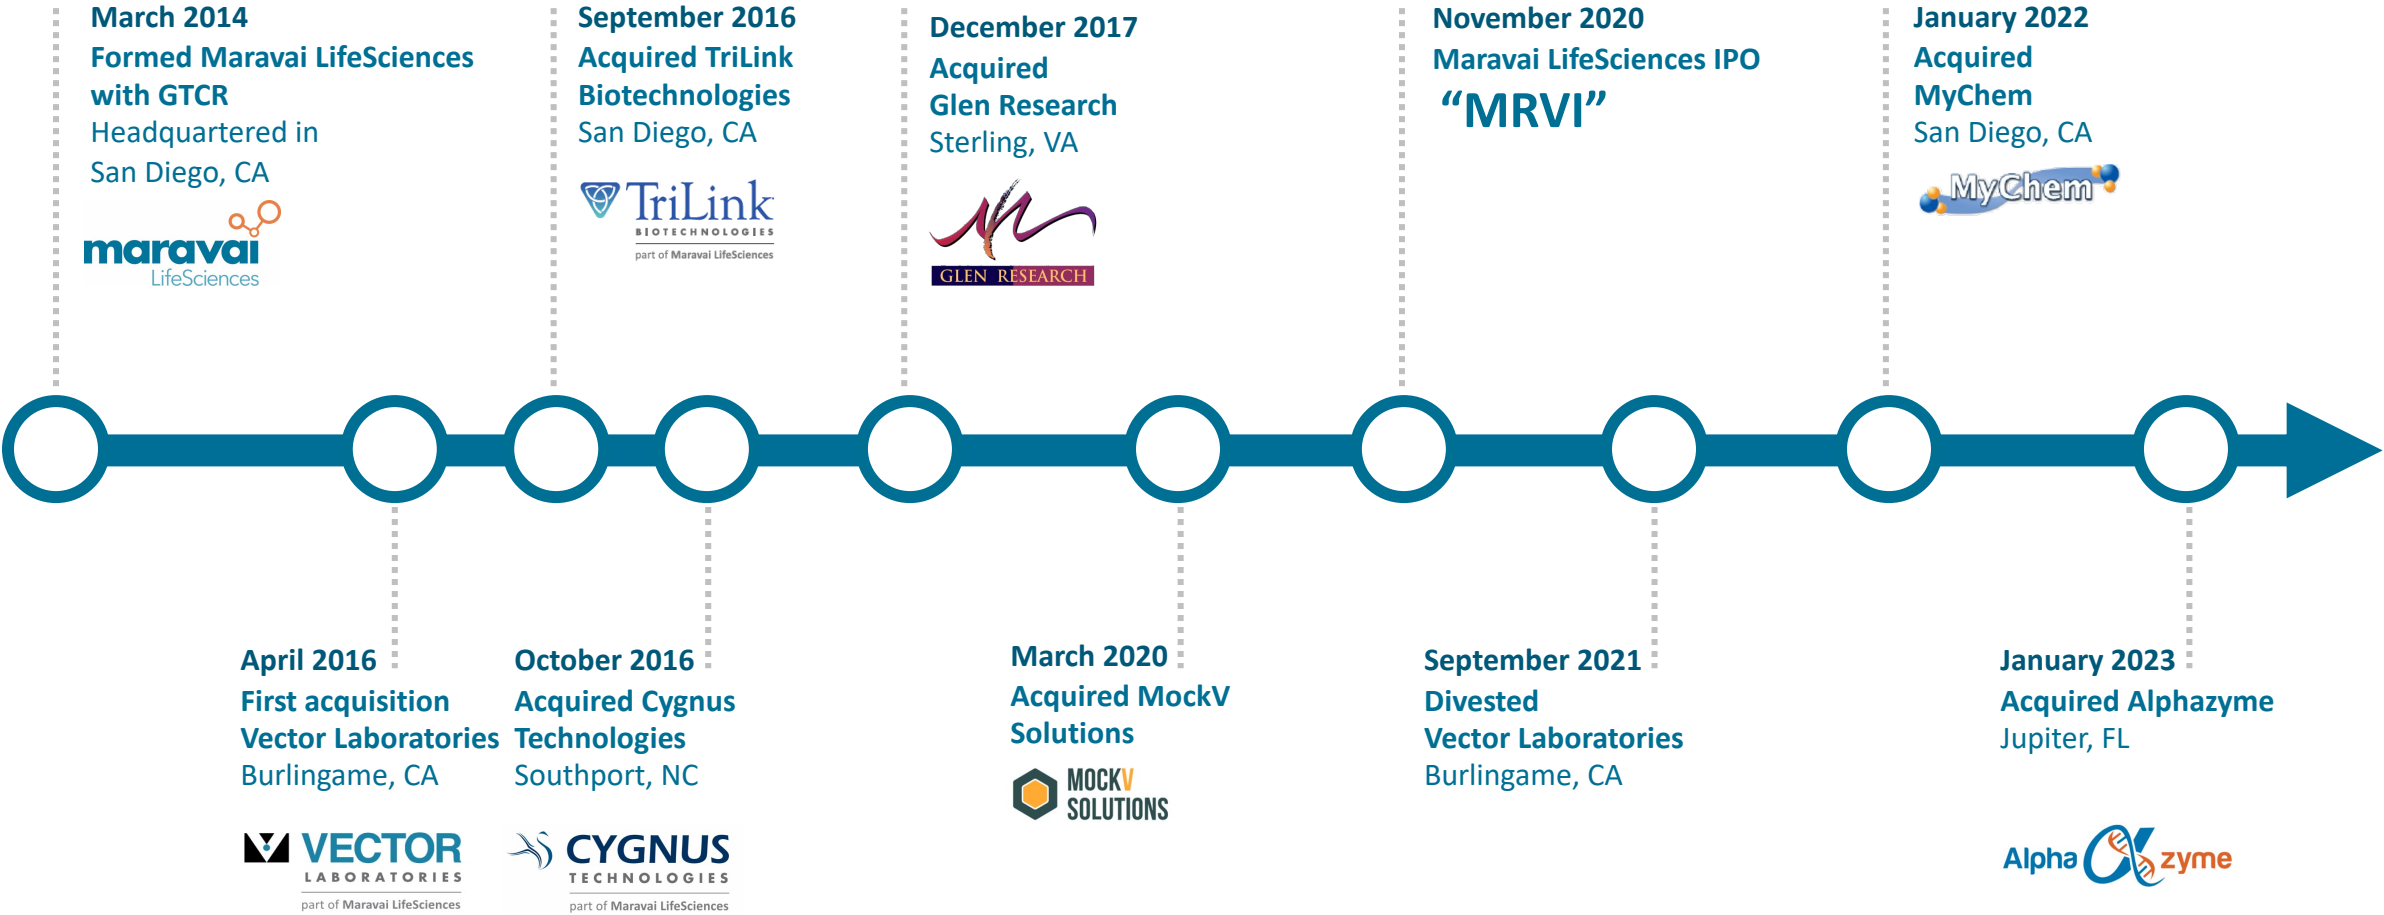 March 2014
Formed Maravai LifeSciences
with GTCR
Headquartered in
San Diego, CA
maravai
LifeSciences
September 2016
Acquired TriLink
Biotechnologies
San Diego, CA
TriLink
BIOTECHNOLOGIES
part of Maravai LifeSciences
December 2017
Acquired
Glen Research
Sterling, VA
GLEN RESEARCH
November 2020
Maravai LifeSciences IPO
“MRVI”
January 2022
Acquired
MyChem
San Diego, CA
MyChem
April 2016
First acquisition
Vector Laboratories
Burlingame, CA
VECTOR
LABORATORIES
part of Maravai LifeSciences
October 2016
Acquired Cygnus
Technologies
Southport, NC
CYGNUS
TECHNOLOGIES
part of Maravai LifeSciences
March 2020
Acquired MockV
Solutions
MOCKV
SOLUTIONS
September 2021
Divested
Vector Laboratories
Burlingame, CA
January 2023
Acquired Alphazyme
Jupiter, FL
Alpha zyme